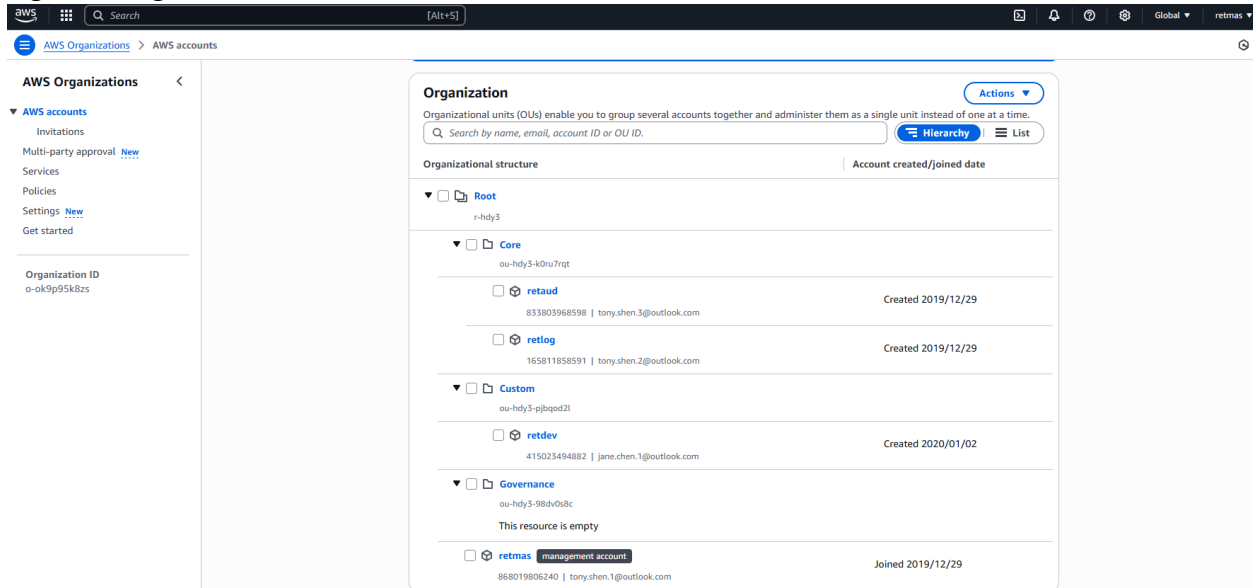 aws
Search
[Alt+S]
Global
retmas
AWS Organizations > AWS accounts
AWS Organizations
AWS accounts
Invitations
Multi-party approval New
Services
Policies
Settings New
Get started
Organization ID
o-ok9p95k8zs
Organization
Actions
Organizational units (OUs) enable you to group several accounts together and administer them as a single unit instead of one at a time.
Search by name, email, account ID or OU ID.
Hierarchy
List
Organizational structure
Account created/joined date
Root
r-hdy3
Core
ou-hdy3-k0ru7rqt
retaud
833803968598 | tony.shen.3@outlook.com
Created 2019/12/29
retlog
165811858591 | tony.shen.2@outlook.com
Created 2019/12/29
Custom
ou-hdy3-pjbqod2l
retdev
415023494882 | jane.chen.1@outlook.com
Created 2020/01/02
Governance
ou-hdy3-98dv0s8c
This resource is empty
retmas management account
868019806240 | tony.shen.1@outlook.com
Joined 2019/12/29